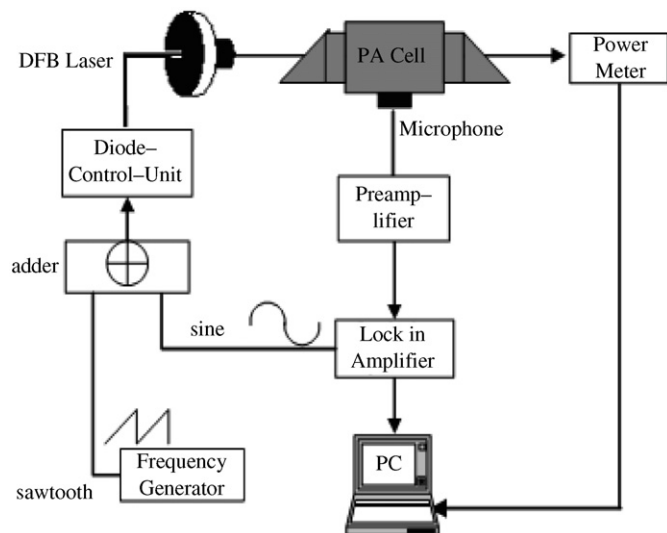 DFB Laser
PA Cell
Power
Meter
Microphone
Diode–
Control–Unit
Preamp–
lifier
adder
sine
Lock in
Amplifier
Frequency
Generator
sawtooth
PC